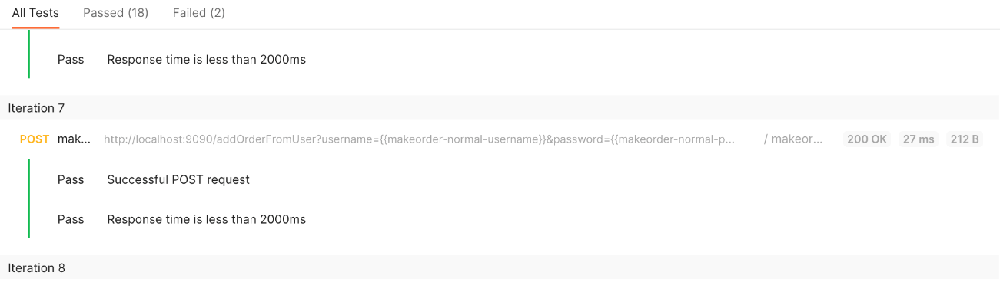 All Tests Passed (18) Failed (2)
Pass Response time is less than 2000ms
Iteration 7
POST mak... http://localhost:9090/addOrderFromUser?username={{makeorder-normal-username}}&password={{makeorder-normal-p... / makeor... 200 OK 27 ms 212 B
Pass Successful POST request
Pass Response time is less than 2000ms
Iteration 8